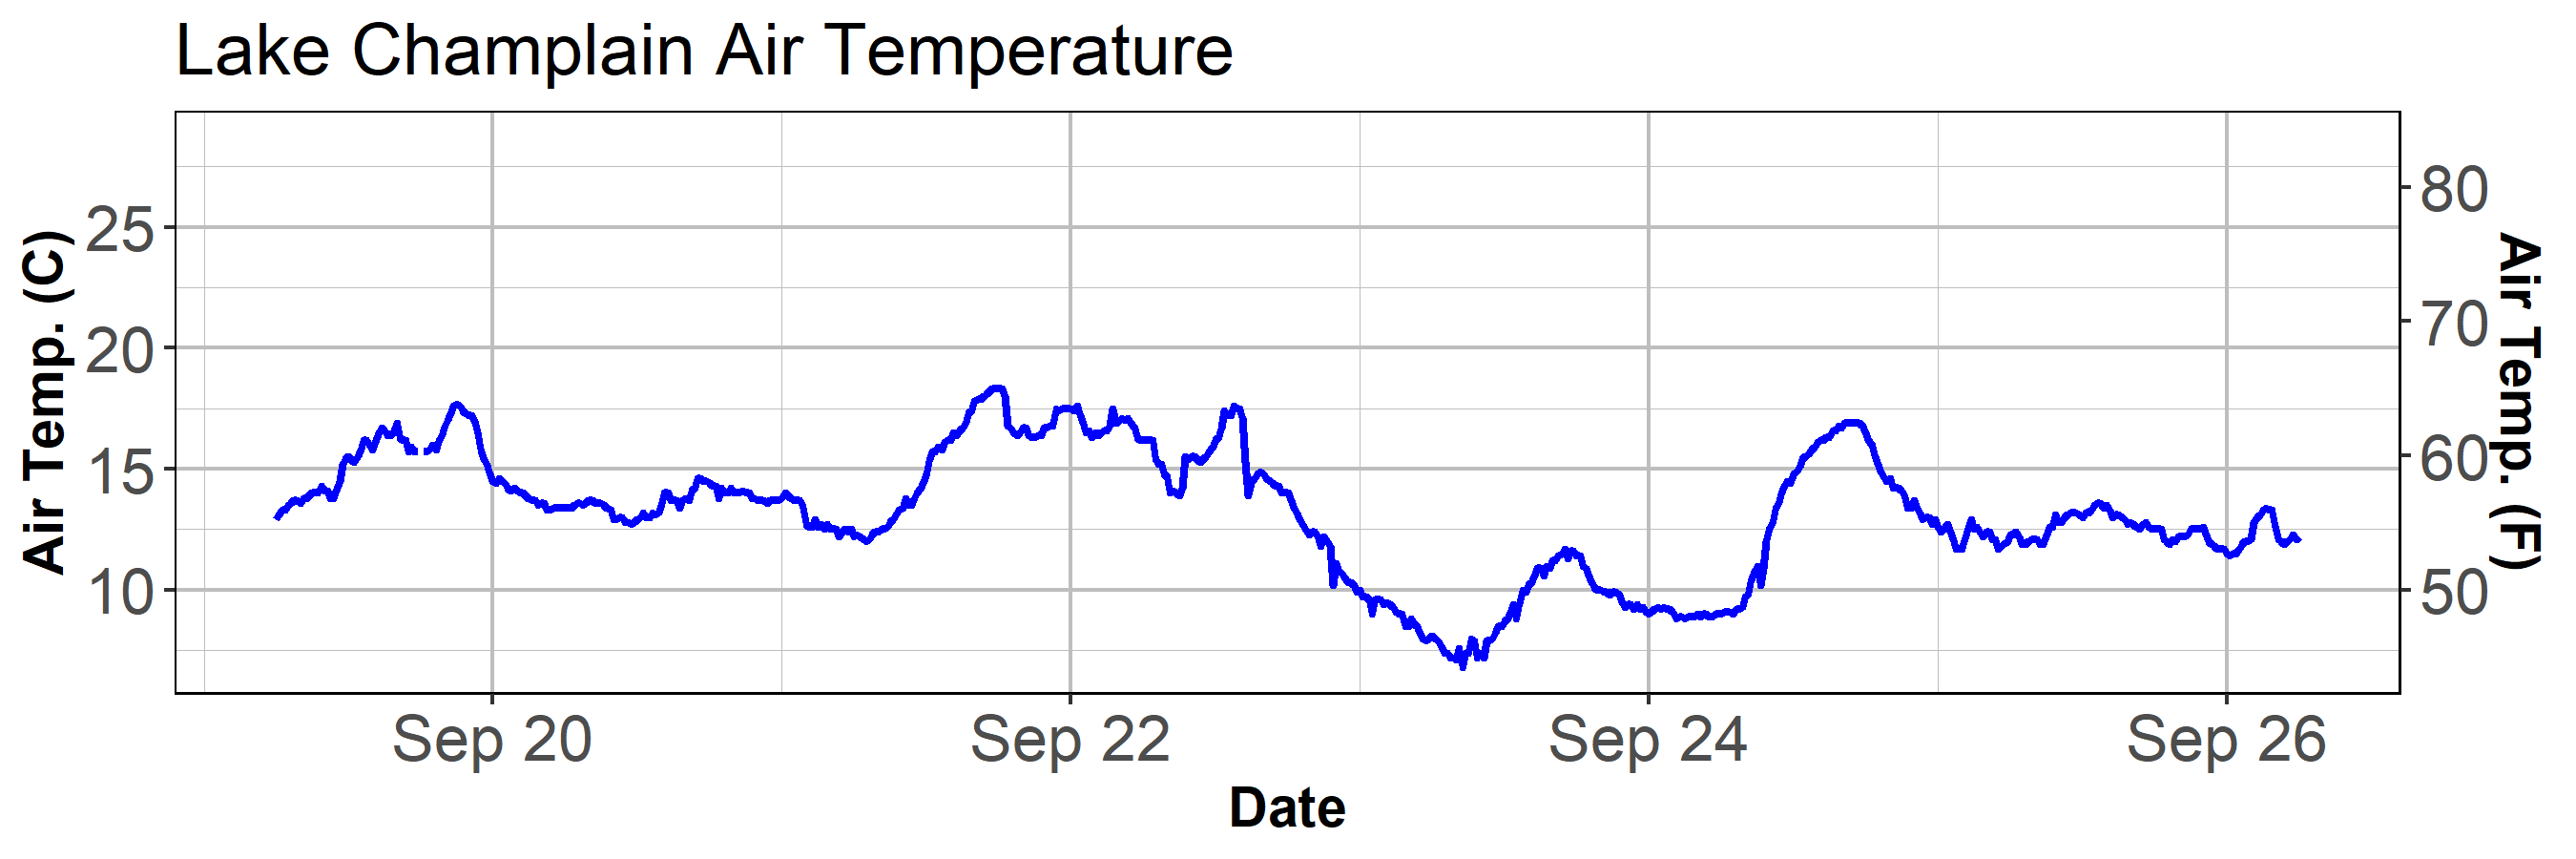 Lake Champlain Air Temperature
Air Temp. (C)
25
20
15
10
80
70
60
50
Air Temp. (F)
Sep 20
Sep 22
Sep 24
Sep 26
Date